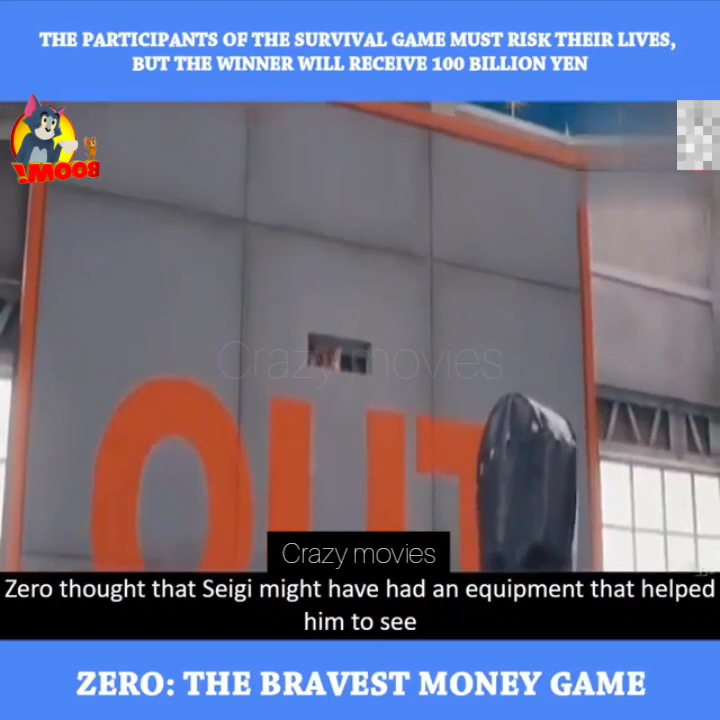 THE PARTICIPANTS OF THE SURVIVAL GAME MUST RISK THEIR LIVES,
BUT THE WINNER WILL RECEIVE 100 BILLION YEN
BOOM!
Crazy movies
OUT
Crazy movies
Zero thought that Seigi might have had an equipment that helped
him to see
ZERO: THE BRAVEST MONEY GAME